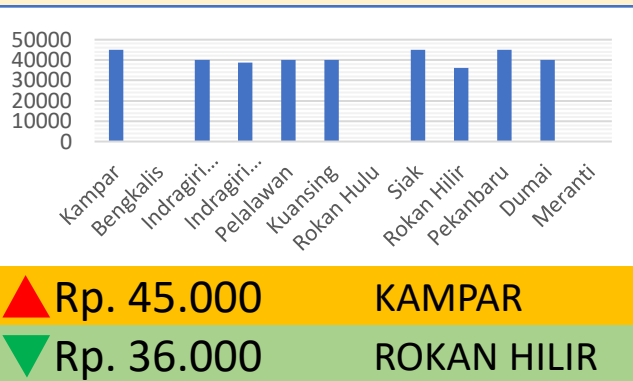 50000
40000
30000
20000
10000
0
Kampar
Bengkalis
Indragiri...
Indragiri...
Pelalawan
Kuansing
Rokan Hulu
Siak
Rokan Hilir
Pekanbaru
Dumai
Meranti
Rp. 45.000 KAMPAR
Rp. 36.000 ROKAN HILIR